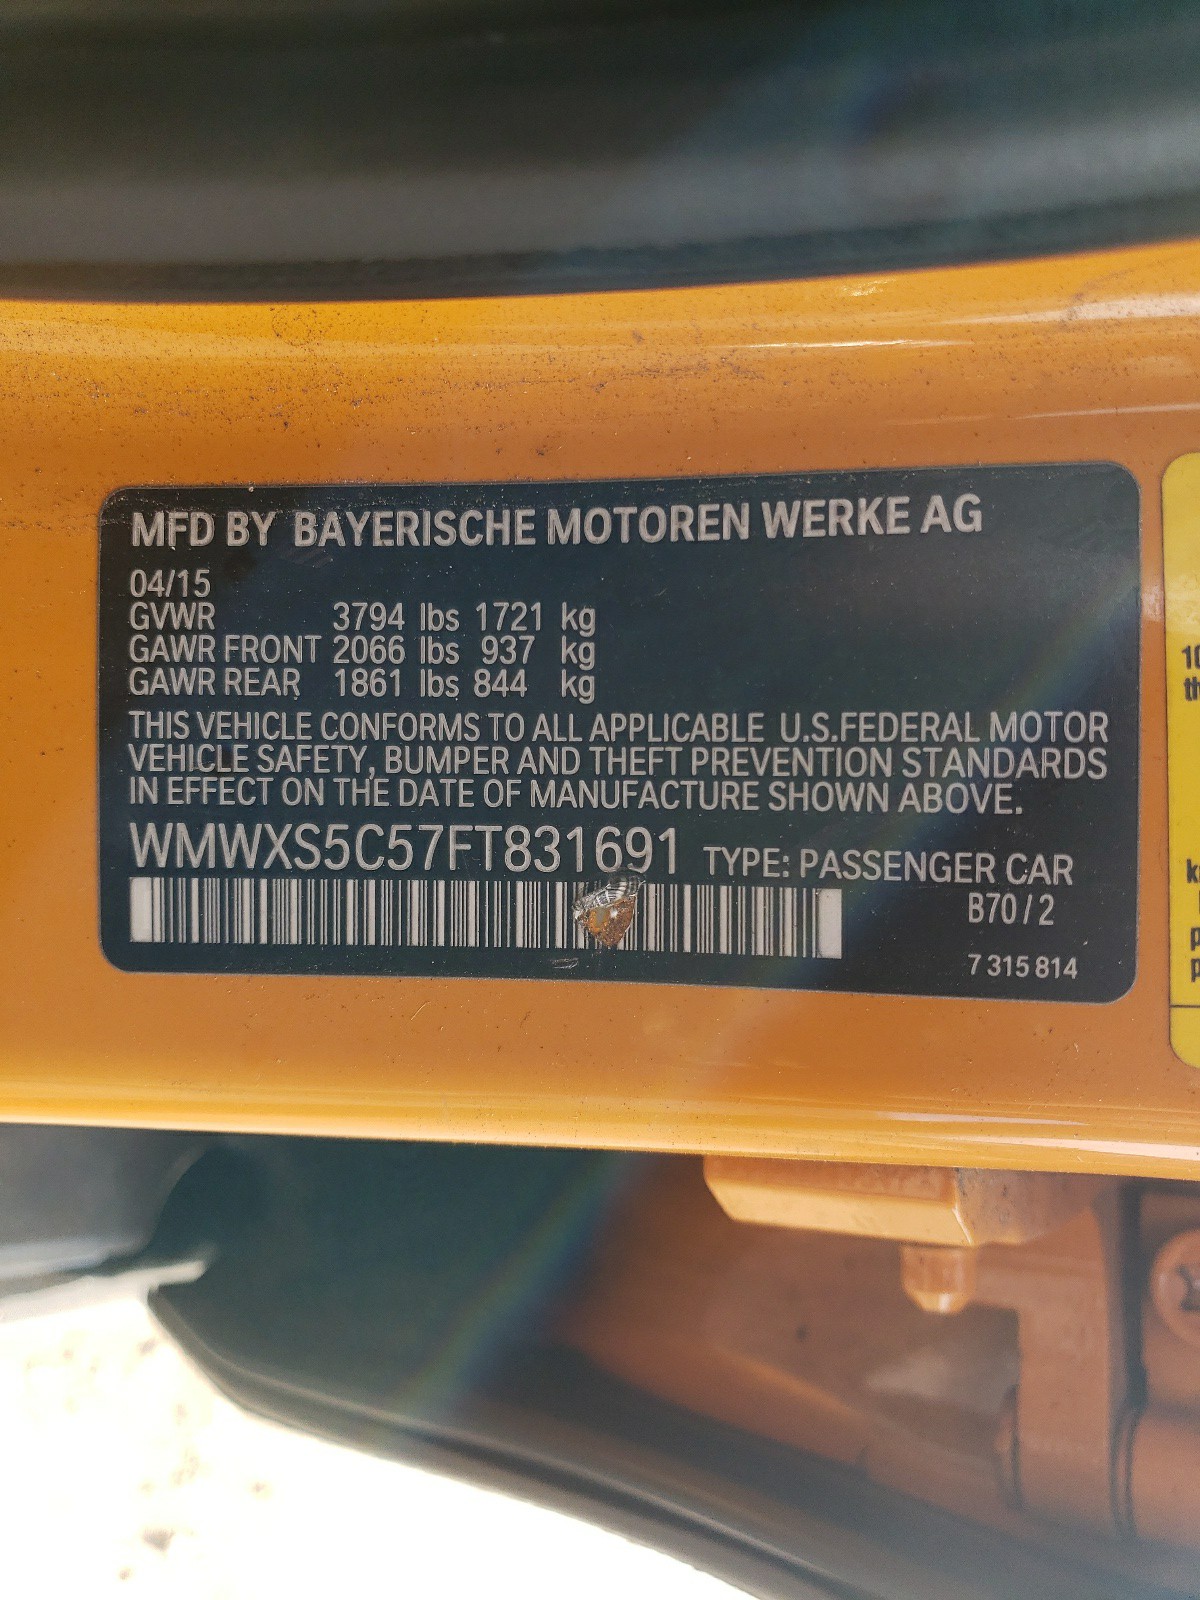 MFD BY BAYERISCHE MOTOREN WERKE AG
04/15
GVWR 3794 lbs 1721 kg
GAWR FRONT 2066 lbs 937 kg
GAWR REAR 1861 lbs 844 kg
THIS VEHICLE CONFORMS TO ALL APPLICABLE U.S.FEDERAL MOTOR
VEHICLE SAFETY, BUMPER AND THEFT PREVENTION STANDARDS
IN EFFECT ON THE DATE OF MANUFACTURE SHOWN ABOVE.
WMWXS5C57FT831691 TYPE: PASSENGER CAR
B70/2
7 315 814